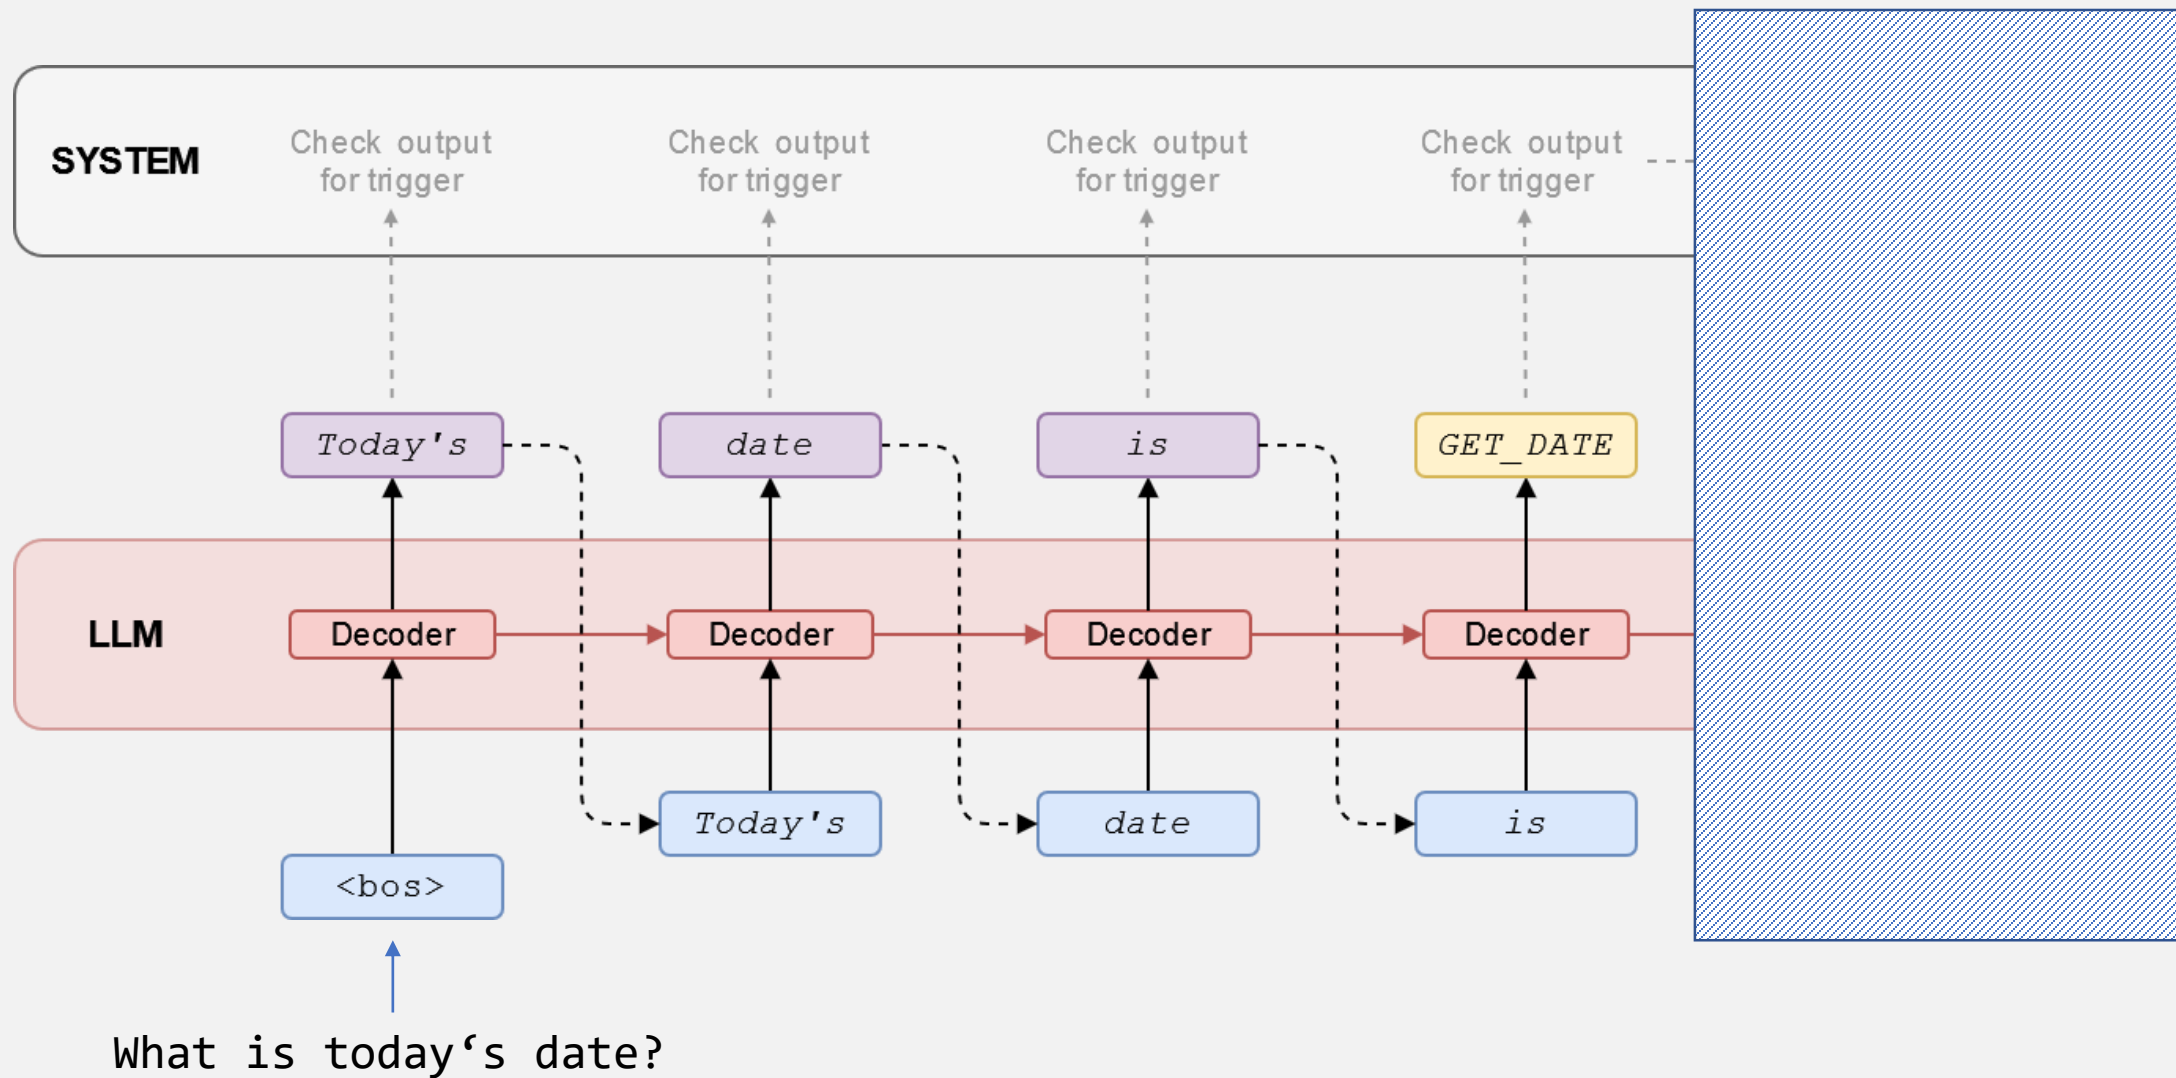 SYSTEM
Check output
for trigger
Check output
for trigger
Check output
for trigger
Check output
for trigger
Today's
date
is
GET_DATE
LLM
Decoder
Decoder
Decoder
Decoder
Today's
date
is
<bos>
What is today‘s date?